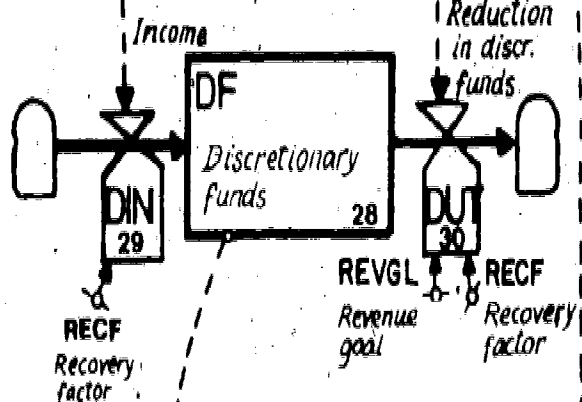 Income
Reduction
in discr.
funds
DF
Discretionary
funds
28
DIN
29
DUT
30
RECF
Recovery
factor
REVGL
Revenue
goal
RECF
Recovery
factor